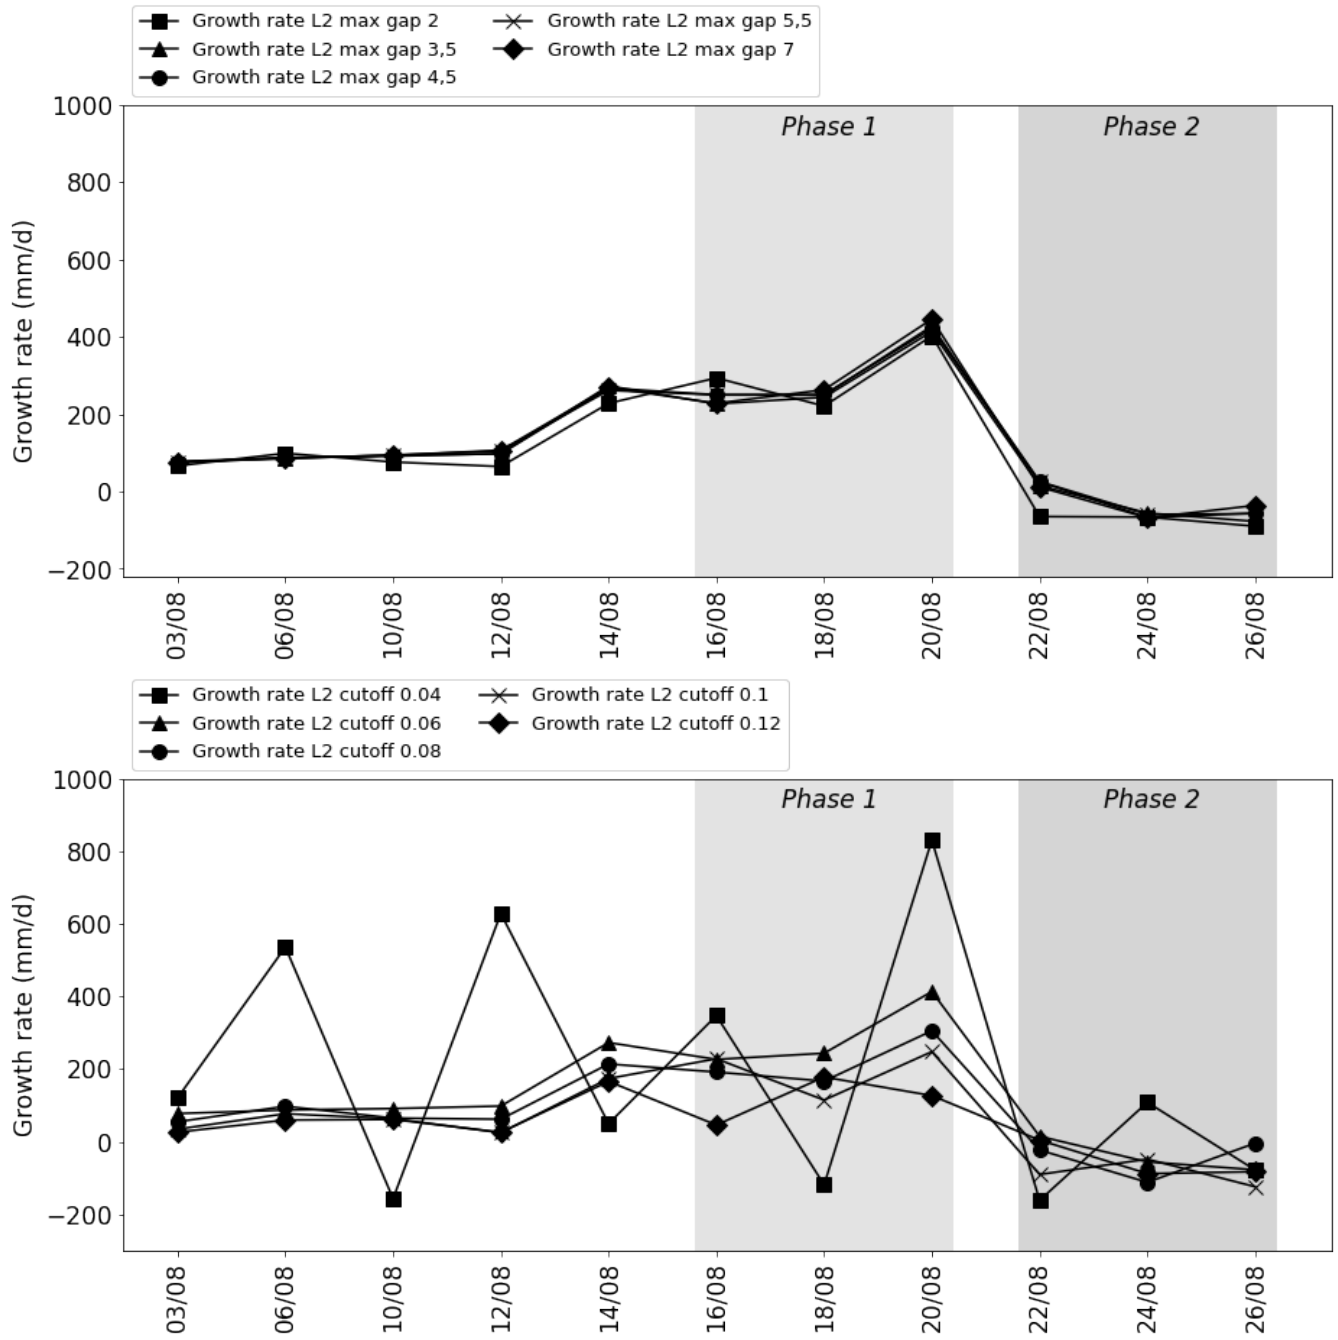 Growth rate L2 max gap 2
Growth rate L2 max gap 3,5
Growth rate L2 max gap 4,5
Growth rate L2 max gap 5,5
Growth rate L2 max gap 7
Phase 1
Phase 2
Growth rate (mm/d)
1000
800
600
400
200
0
−200
03/08
06/08
10/08
12/08
14/08
16/08
18/08
20/08
22/08
24/08
26/08
Growth rate L2 cutoff 0.04
Growth rate L2 cutoff 0.06
Growth rate L2 cutoff 0.08
Growth rate L2 cutoff 0.1
Growth rate L2 cutoff 0.12
Phase 1
Phase 2
Growth rate (mm/d)
1000
800
600
400
200
0
−200
03/08
06/08
10/08
12/08
14/08
16/08
18/08
20/08
22/08
24/08
26/08